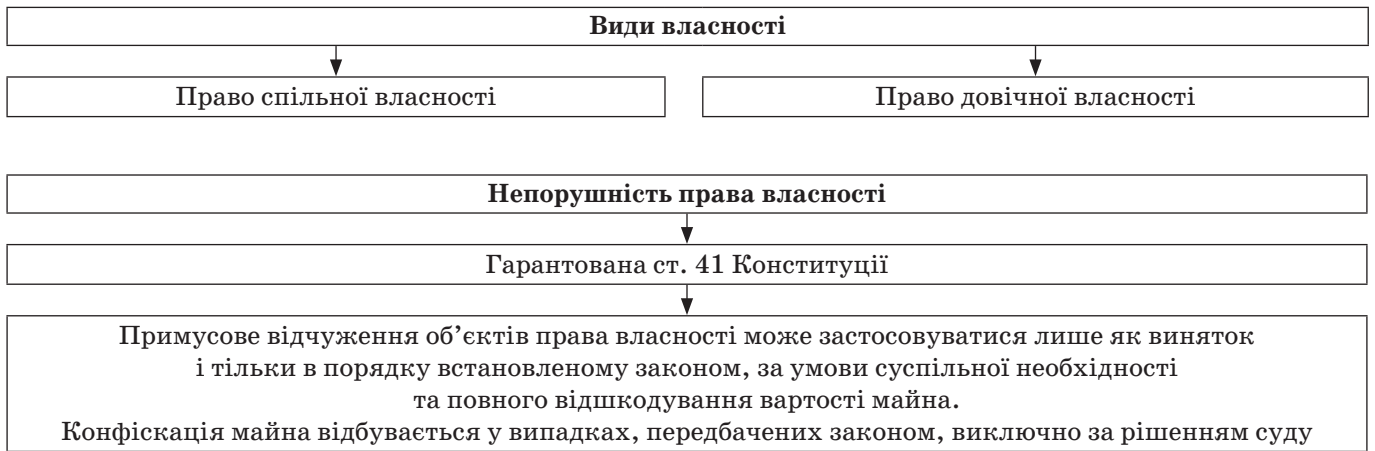 Види власності
Право спільної власності
Право довічної власності
Непорушність права власності
Гарантована ст. 41 Конституції
Примусове відчуження об’єктів права власності може застосовуватися лише як виняток
і тільки в порядку встановленому законом, за умови суспільної необхідності
та повного відшкодування вартості майна.
Конфіскація майна відбувається у випадках, передбачених законом, виключно за рішенням суду